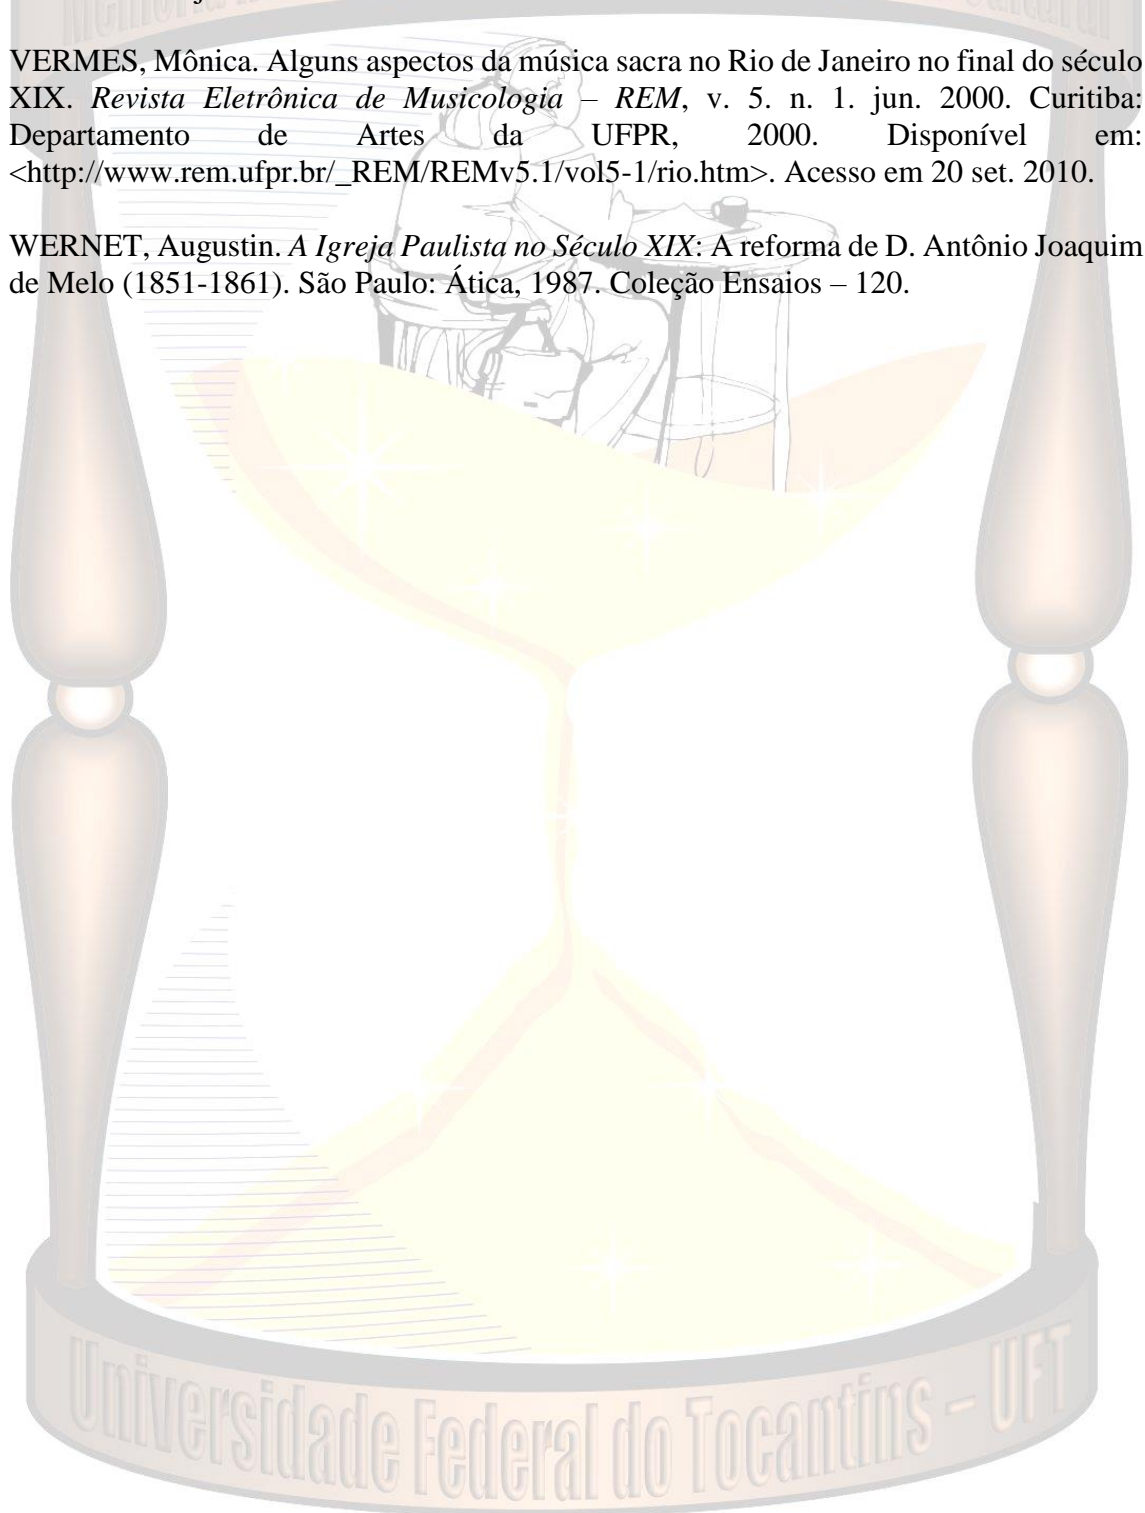 VERMES, Mônica. Alguns aspectos da música sacra no Rio de Janeiro no final do século
XIX. Revista Eletrônica de Musicologia – REM, v. 5. n. 1. jun. 2000. Curitiba:
Departamento de Artes da UFPR, 2000. Disponível em:
<http://www.rem.ufpr.br/_REM/REMv5.1/vol5-1/rio.htm>. Acesso em 20 set. 2010.
WERNET, Augustin. A Igreja Paulista no Século XIX: A reforma de D. Antônio Joaquim
de Melo (1851-1861). São Paulo: Ática, 1987. Coleção Ensaios – 120.
Universidade Federal do Tocantins – UFT